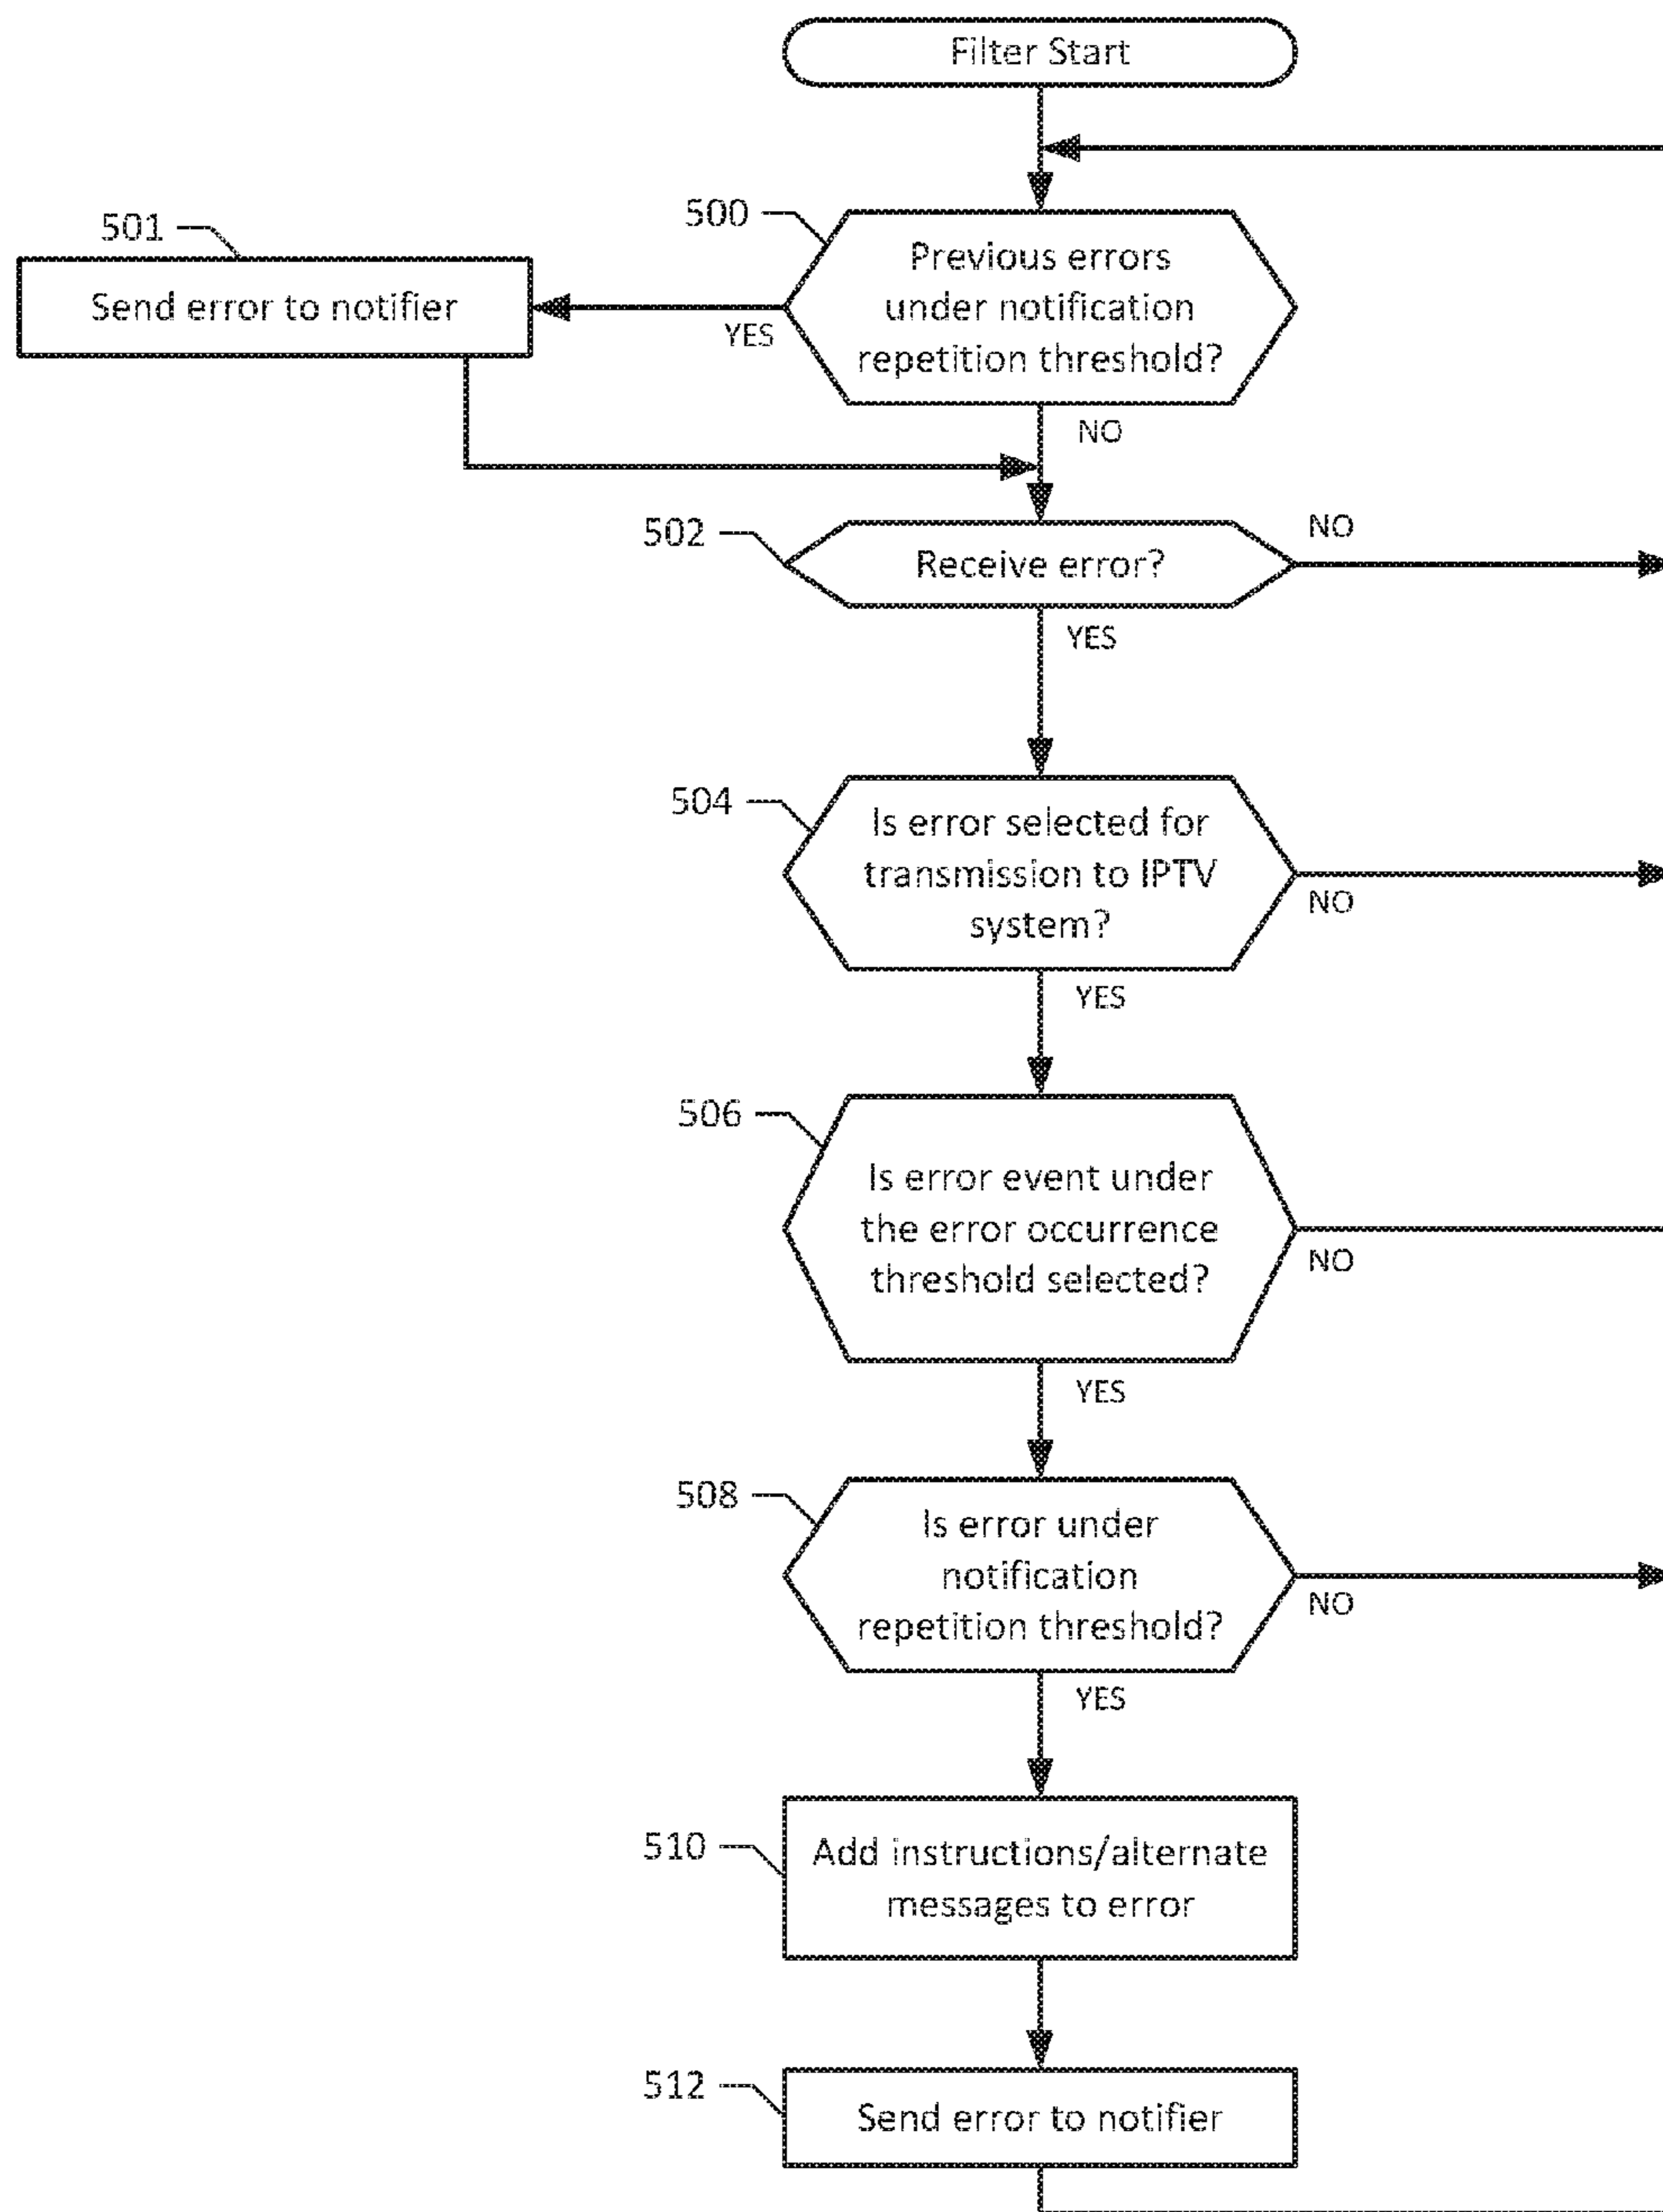 Filter Start
500
Previous errors
under notification
repetition threshold?
YES
NO
501
Send error to notifier
502
Receive error?
NO
YES
504
Is error selected for
transmission to IPTV
system?
NO
YES
506
Is error event under
the error occurrence
threshold selected?
NO
YES
508
Is error under
notification
repetition threshold?
NO
YES
510
Add instructions/alternate
messages to error
512
Send error to notifier